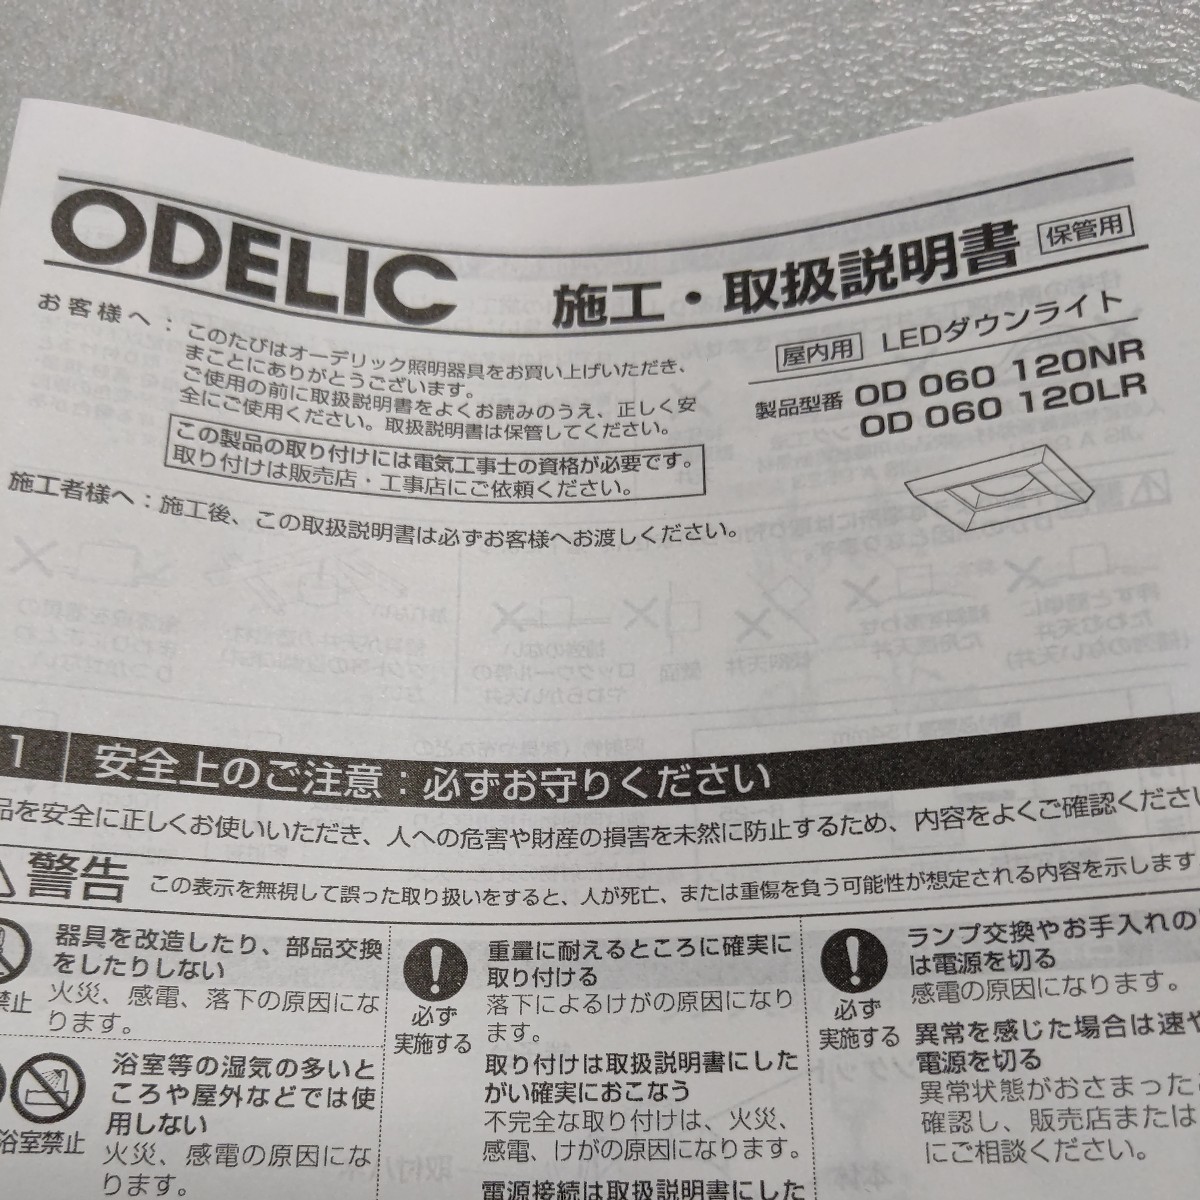 ODELIC
施工・取扱説明書 保管用
お客様へ：このたびはオーデリック照明器具をお買い上げいただき、
まことにありがとうございます。
ご使用の前に取扱説明書をよくお読みのうえ、正しく安
全にご使用ください。取扱説明書は保管してください。
この製品の取り付けには電気工事士の資格が必要です。
取り付けは販売店・工事店にご依頼ください。
施工者様へ：施工後、この取扱説明書は必ずお客様へお渡しください。
屋内用 LEDダウンライト
製品型番 OD 060 120NR
OD 060 120LR
1 安全上のご注意：必ずお守りください
品を安全に正しくお使いいただき、人への危害や財産の損害を未然に防止するため、内容をよくご確認ください
警告 この表示を無視して誤った取り扱いをすると、人が死亡、または重傷を負う可能性が想定される内容を示します
禁止
器具を改造したり、部品交換
をしたりしない
火災、感電、落下の原因にな
ります。
浴室禁止
浴室等の湿気の多いと
ころや屋外などでは使
用しない
火災、感電の原因にな
ります。
必ず
実施する
重量に耐えるところに確実に
取り付ける
落下によるけがの原因になり
ます。
取り付けは取扱説明書にした
がい確実におこなう
不完全な取り付けは、火災、
感電、けがの原因になります。
電源接続は取扱説明書にした
必ず
実施する
ランプ交換やお手入れの
は電源を切る
感電の原因になります。
異常を感じた場合は速や
電源を切る
異常状態がおさまった
確認し、販売店または
にご相談ください。